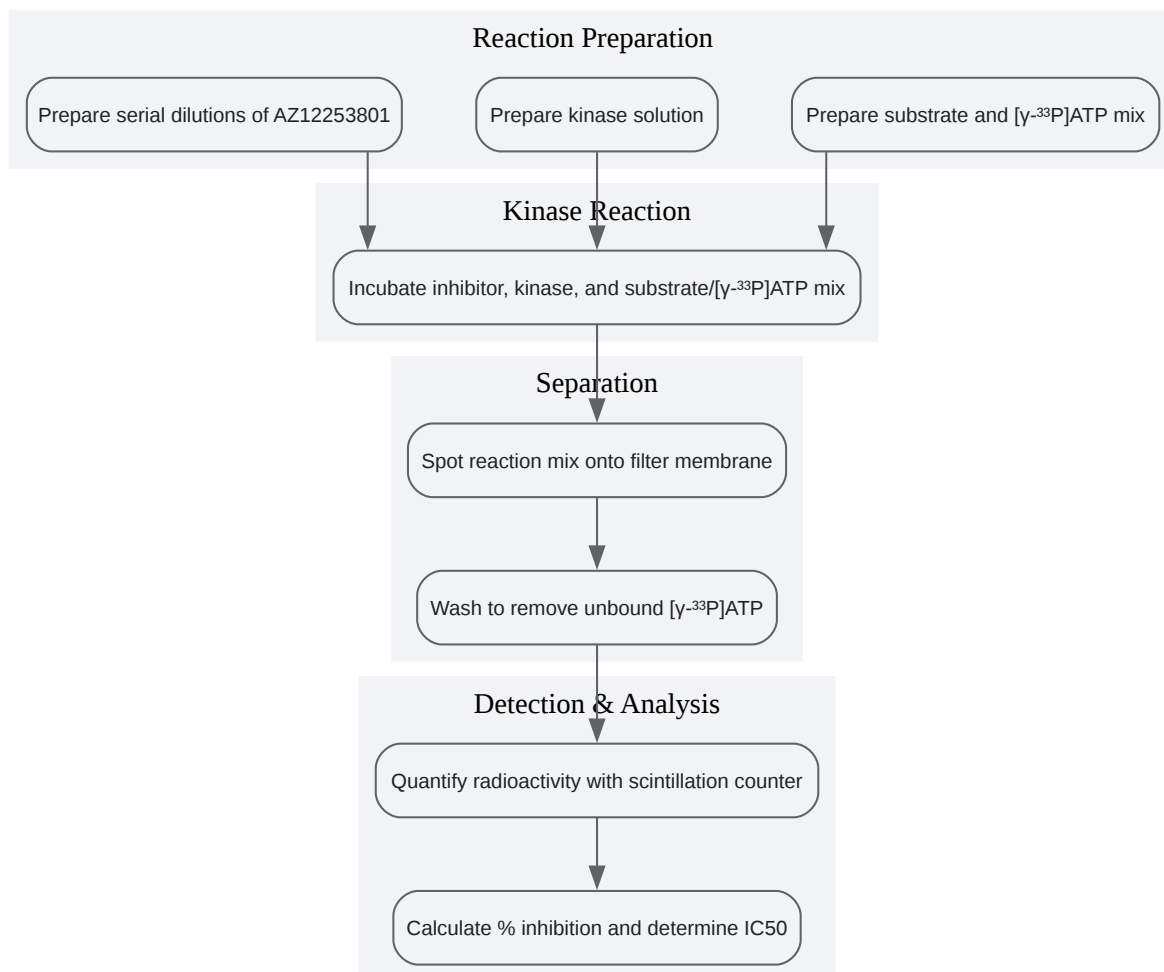 Reaction Preparation
Prepare serial dilutions of AZ12253801
Prepare kinase solution
Prepare substrate and [γ-³³P]ATP mix
Kinase Reaction
Incubate inhibitor, kinase, and substrate/[γ-³³P]ATP mix
Separation
Spot reaction mix onto filter membrane
Wash to remove unbound [γ-³³P]ATP
Detection & Analysis
Quantify radioactivity with scintillation counter
Calculate % inhibition and determine IC50